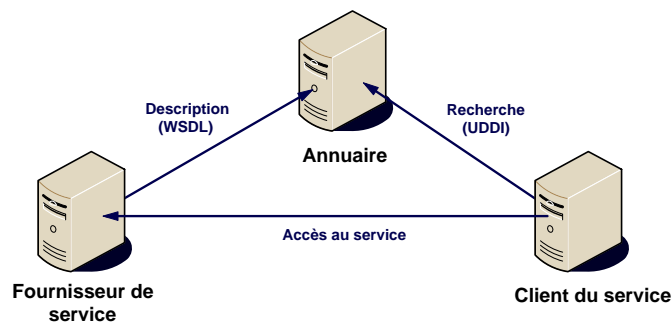 Description
(WSDL)
Recherche
(UDDI)
Annuaire
Accès au service
Fournisseur de
service
Client du service